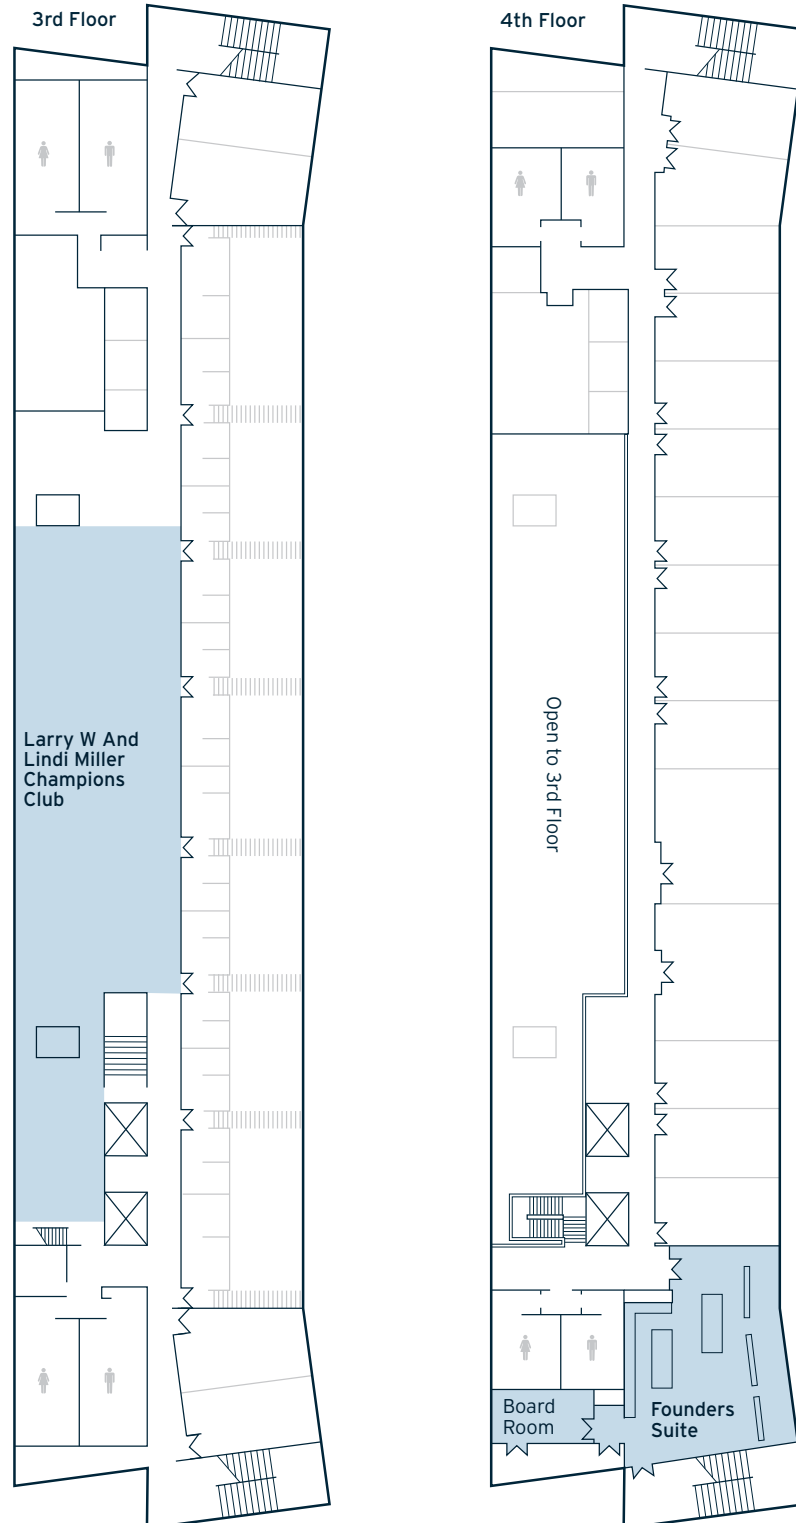 3rd Floor
4th Floor
Larry W And
Lindi Miller
Champions
Club
Open to 3rd Floor
Board
Room
Founders
Suite